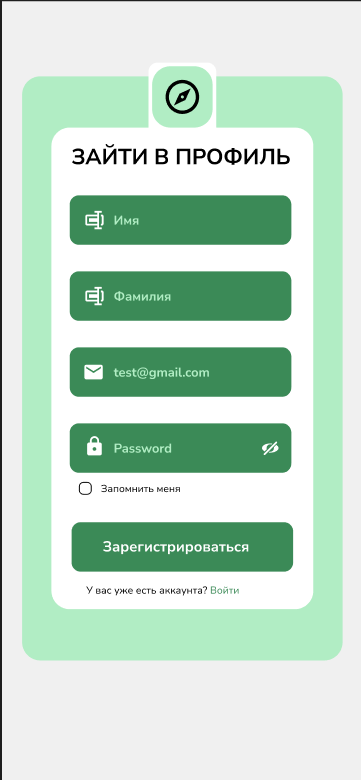 ЗАЙТИ В ПРОФИЛЬ
Имя
Фамилия
test@gmail.com
Password
Запомнить меня
Зарегистрироваться
У вас уже есть аккаунта? Войти